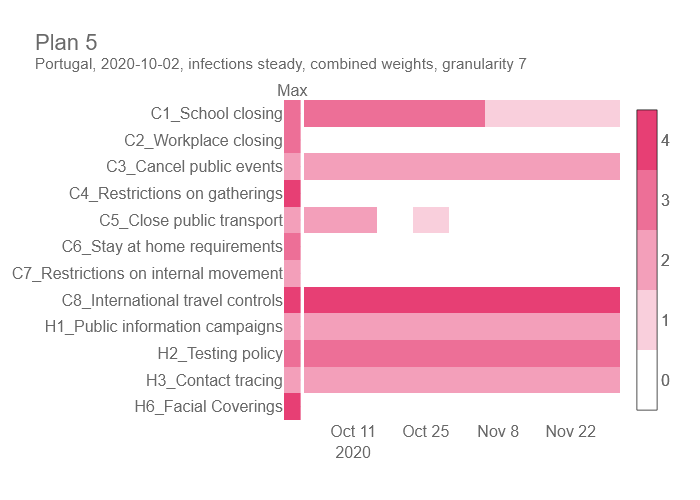 Plan 5
Portugal, 2020-10-02, infections steady, combined weights, granularity 7
Max
C1_School closing
C2_Workplace closing
C3_Cancel public events
C4_Restrictions on gatherings
C5_Close public transport
C6_Stay at home requirements
C7_Restrictions on internal movement
C8_International travel controls
H1_Public information campaigns
H2_Testing policy
H3_Contact tracing
H6_Facial Coverings
Oct 11 Oct 25 Nov 8 Nov 22
2020
4
3
2
1
0